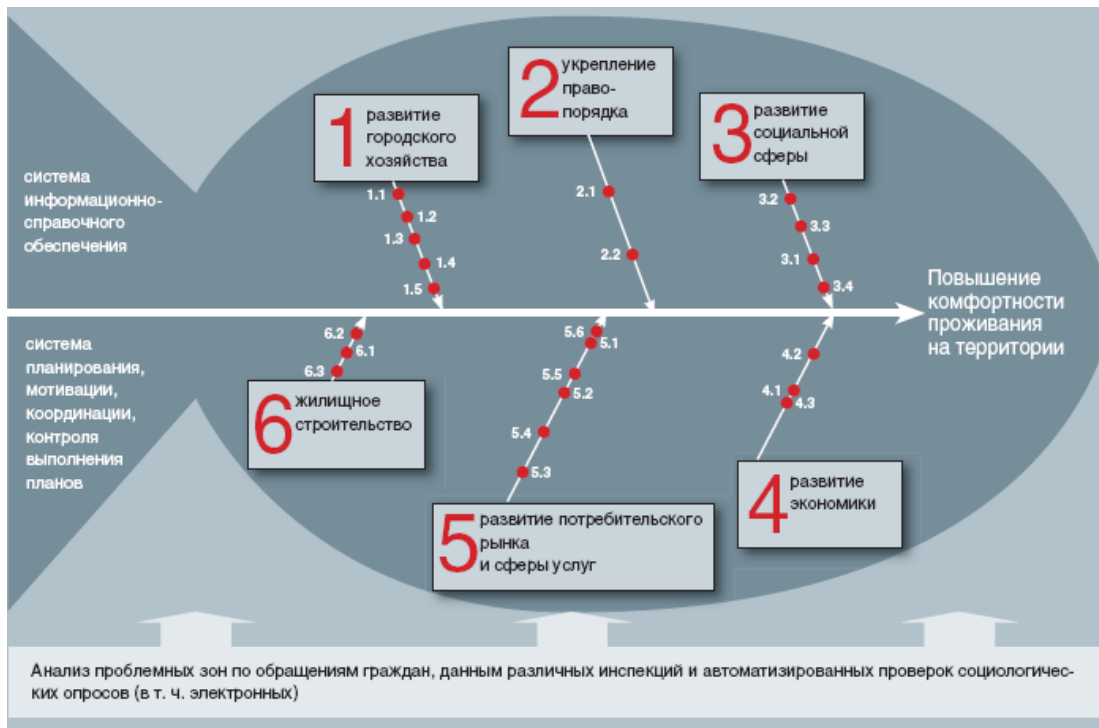 1
развитие
городского
хозяйства
2
укрепление
право-
порядка
3
развитие
социальной
сферы
система
информационно-
справочного
обеспечения
1.1
1.2
1.3
1.4
1.5
2.1
2.2
3.2
3.3
3.1
3.4
Повышение
комфортности
проживания
на территории
система
планирования,
мотивации,
координации,
контроля
выполнения
планов
6.2
6.1
6.3
6
жилищное
строительство
5.6
5.1
5.5
5.2
5.4
5.3
5
развитие потребительского
рынка
и сферы услуг
4.2
4.1
4.3
4
развитие
экономики
Анализ проблемных зон по обращениям граждан, данным различных инспекций и автоматизированных проверок социологичес-
ких опросов (в т. ч. электронных)